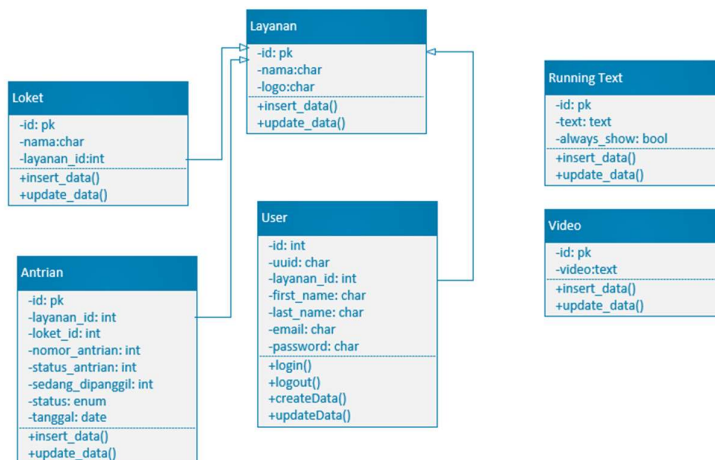 Layanan
-id: pk
-nama:char
-logo:char
+insert_data()
+update_data()
Loket
-id: pk
-nama:char
-layanan_id:int
+insert_data()
+update_data()
Running Text
-id: pk
-text: text
-always_show: bool
+insert_data()
+update_data()
User
-id: int
-uuid: char
-layanan_id: int
-first_name: char
-last_name: char
-email: char
-password: char
+login()
+logout()
+createData()
+updateData()
Video
-id: pk
-video:text
+insert_data()
+update_data()
Antrian
-id: pk
-layanan_id: int
-loket_id: int
-nomor_antrian: int
-status_antrian: int
-sedang_dipanggil: int
-status: enum
-tanggal: date
+insert_data()
+update_data()